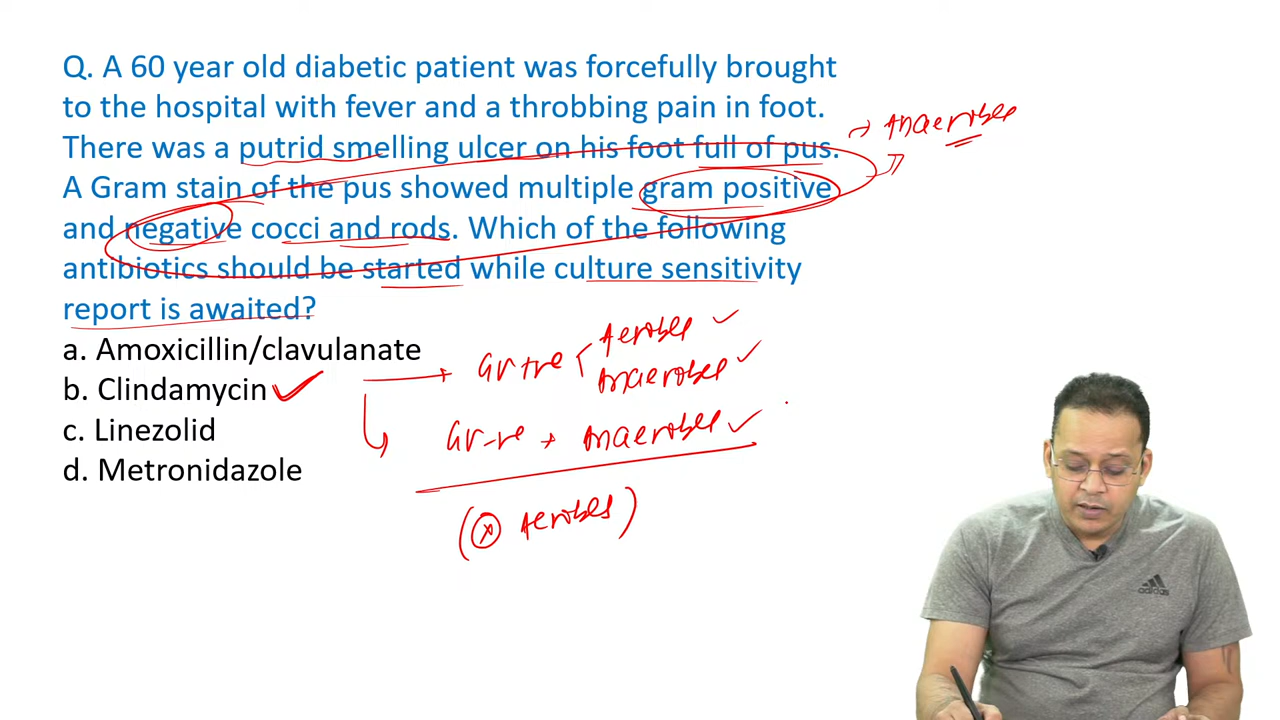 Q. A 60 year old diabetic patient was forcefully brought
to the hospital with fever and a throbbing pain in foot.
There was a putrid smelling ulcer on his foot full of pus.
A Gram stain of the pus showed multiple gram positive
and negative cocci and rods. Which of the following
antibiotics should be started while culture sensitivity
report is awaited?
→ Anaerobes
a. Amoxicillin/clavulanate
b. Clindamycin ✓
c. Linezolid
d. Metronidazole
Gr+ve
Aerobes ✓
Anaerobes ✓
Gr-ve → Anaerobes ✓
(ⓧ Aerobes)
adidas